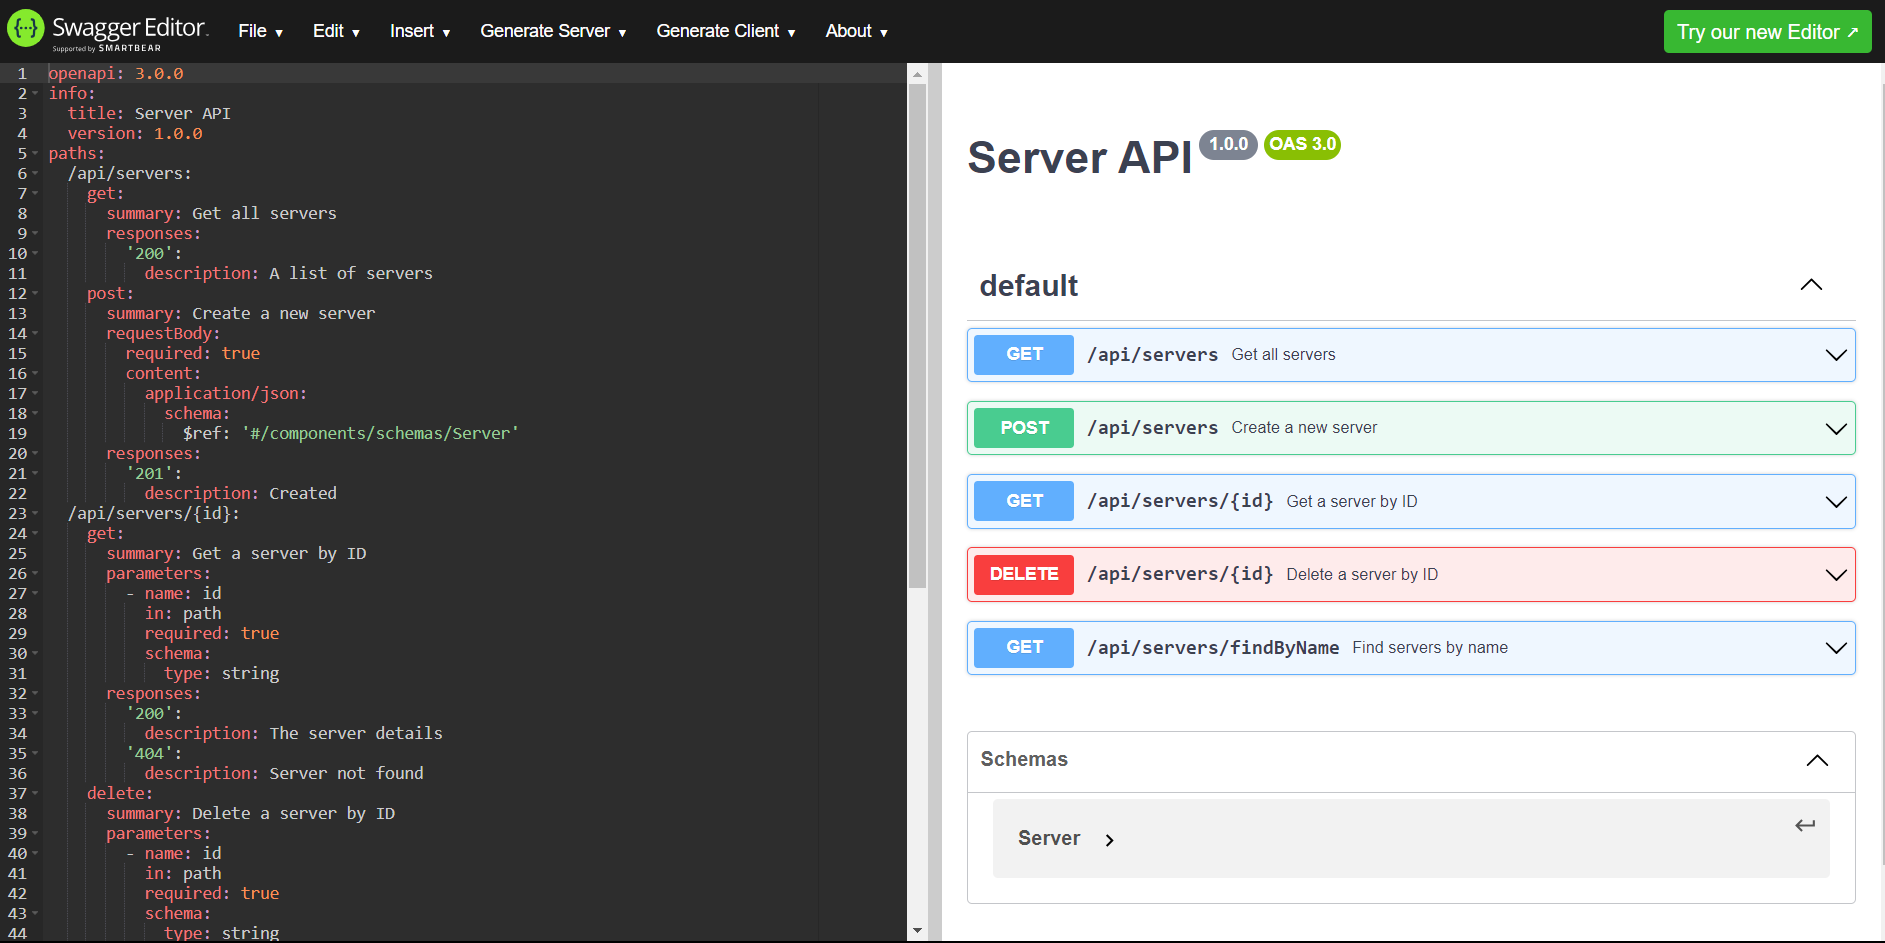 Swagger Editor.
Supported by SMARTBEAR
File ▾ Edit ▾ Insert ▾ Generate Server ▾ Generate Client ▾ About ▾
Try our new Editor ↗
1 openapi: 3.0.0
2 info:
3   title: Server API
4   version: 1.0.0
5 paths:
6   /api/servers:
7     get:
8       summary: Get all servers
9       responses:
10         '200':
11           description: A list of servers
12     post:
13       summary: Create a new server
14       requestBody:
15         required: true
16         content:
17           application/json:
18             schema:
19               $ref: '#/components/schemas/Server'
20       responses:
21         '201':
22           description: Created
23   /api/servers/{id}:
24     get:
25       summary: Get a server by ID
26       parameters:
27         - name: id
28           in: path
29           required: true
30           schema:
31             type: string
32       responses:
33         '200':
34           description: The server details
35         '404':
36           description: Server not found
37     delete:
38       summary: Delete a server by ID
39       parameters:
40         - name: id
41           in: path
42           required: true
43           schema:
44             type: string
Server API 1.0.0 OAS 3.0
default
GET /api/servers Get all servers
POST /api/servers Create a new server
GET /api/servers/{id} Get a server by ID
DELETE /api/servers/{id} Delete a server by ID
GET /api/servers/findByName Find servers by name
Schemas
Server